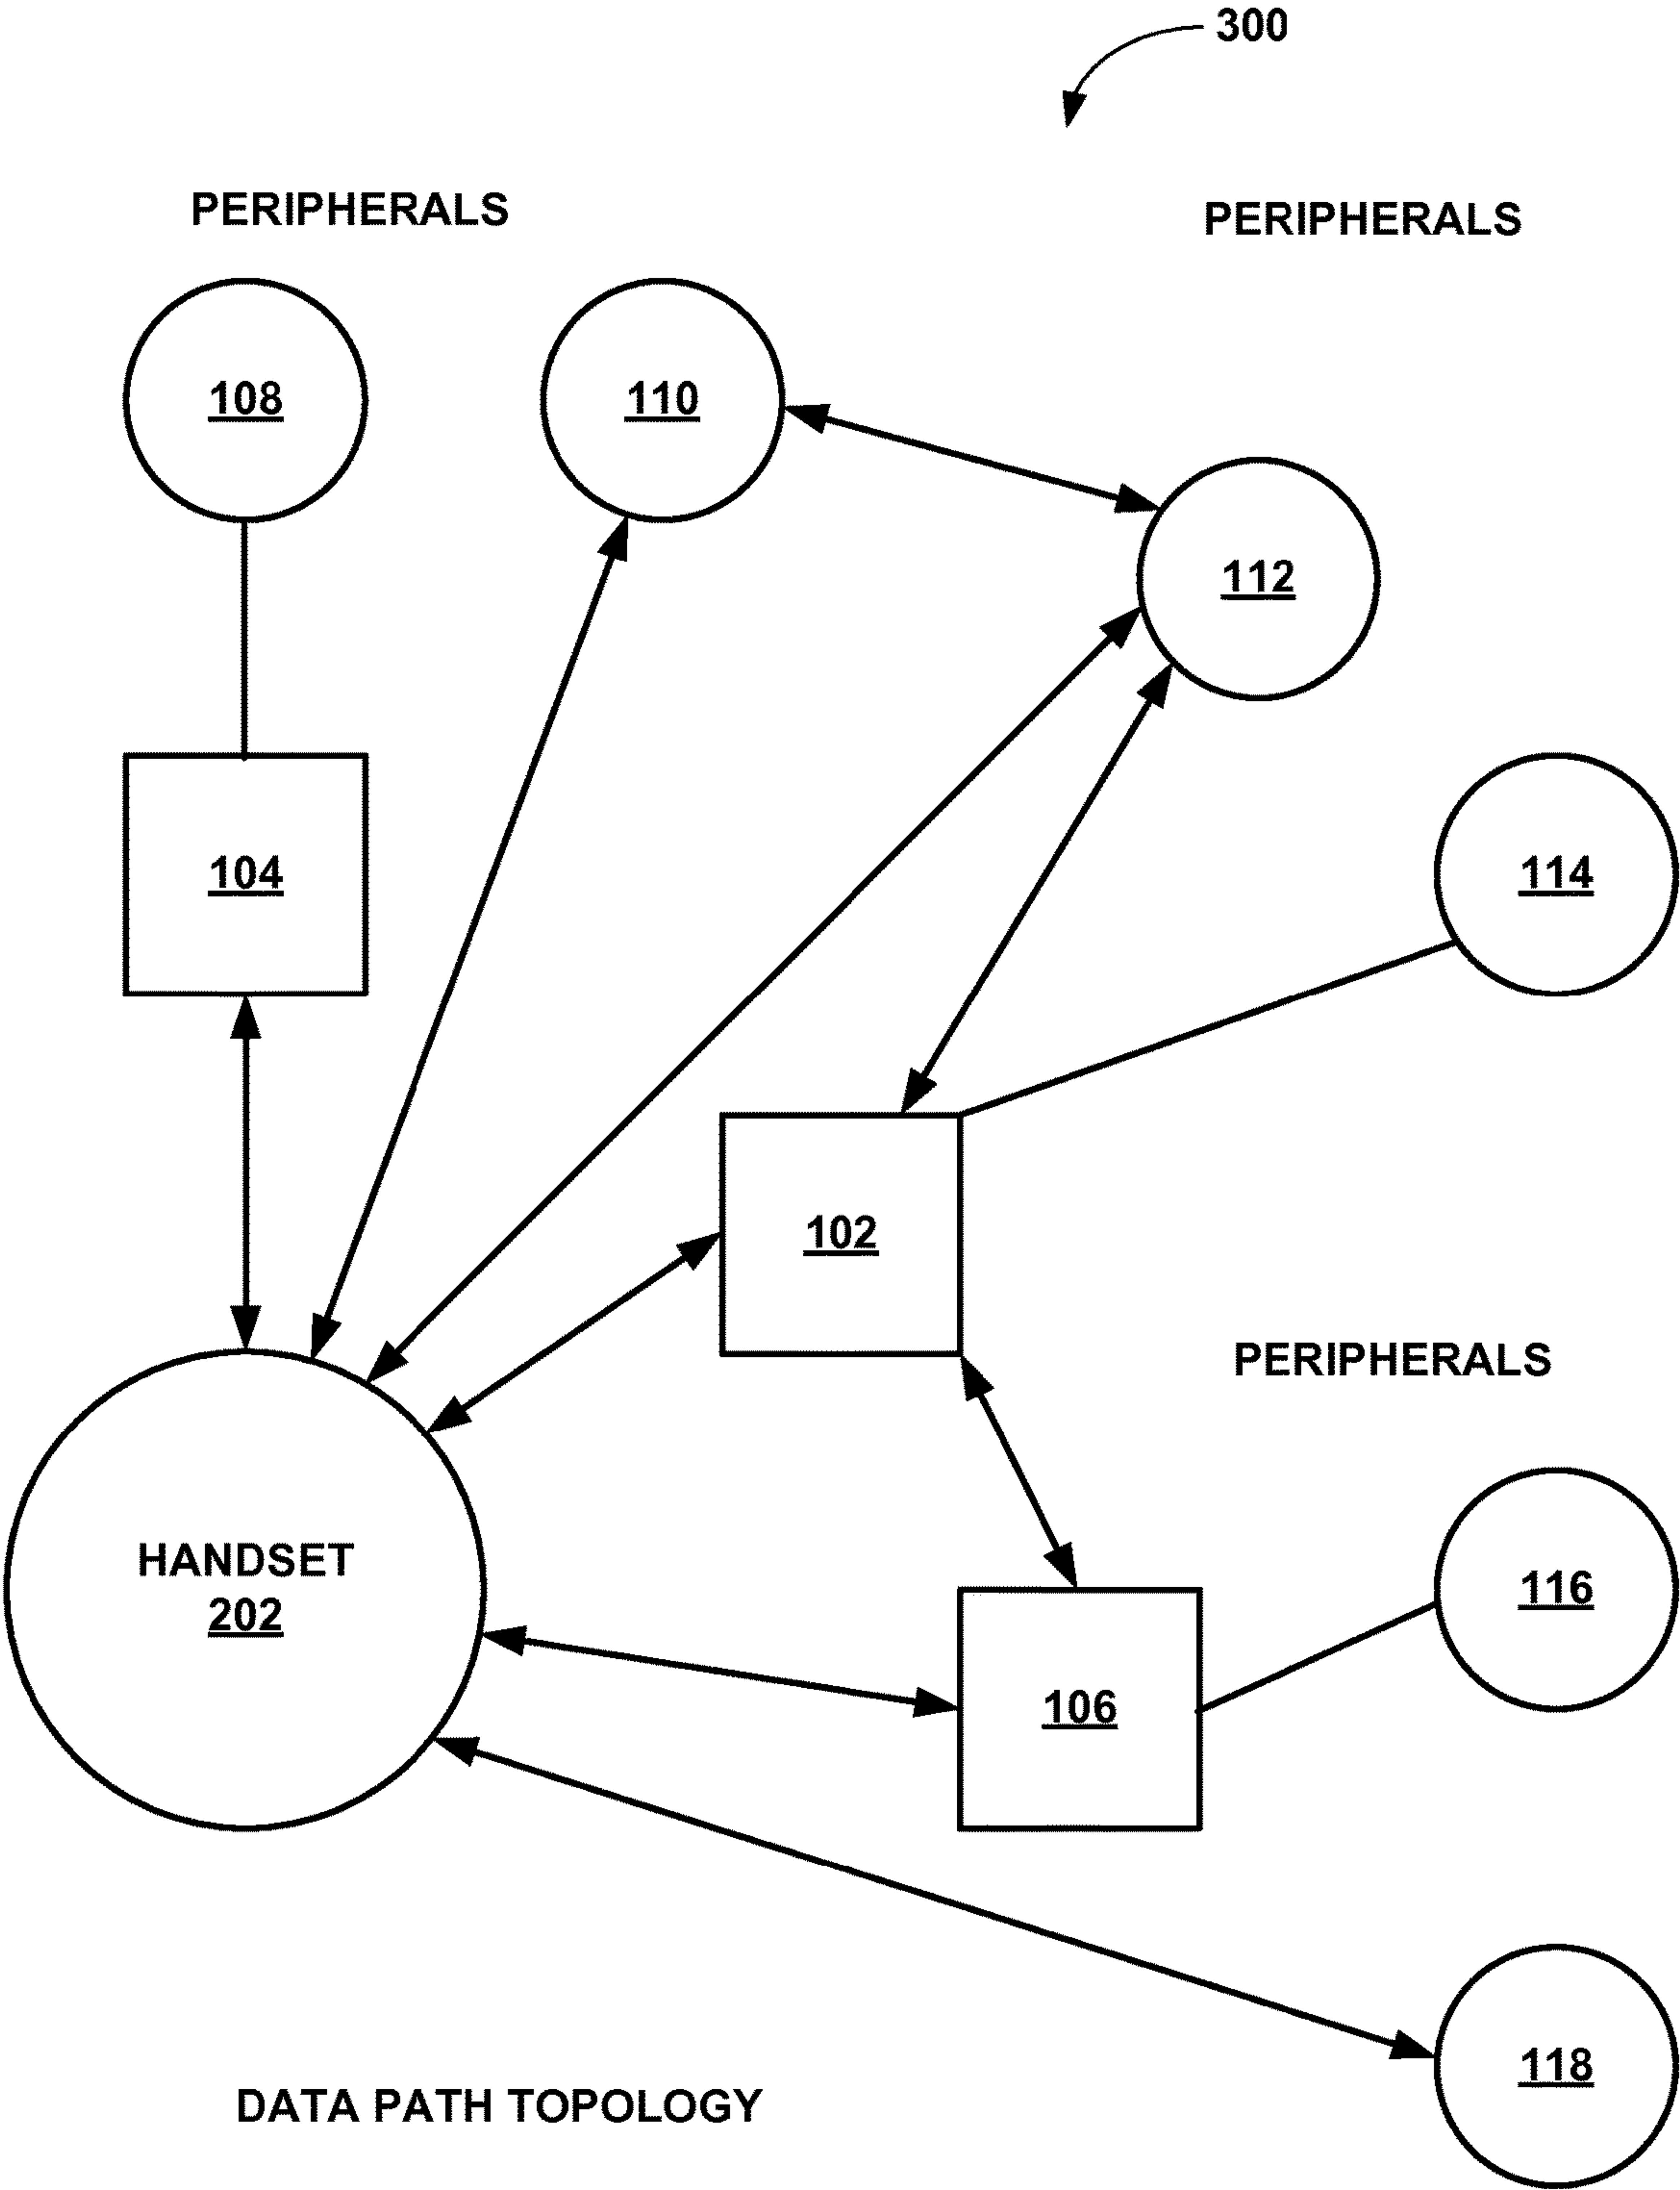 300
PERIPHERALS
PERIPHERALS
108
110
112
104
114
102
PERIPHERALS
HANDSET
202
116
106
118
DATA PATH TOPOLOGY